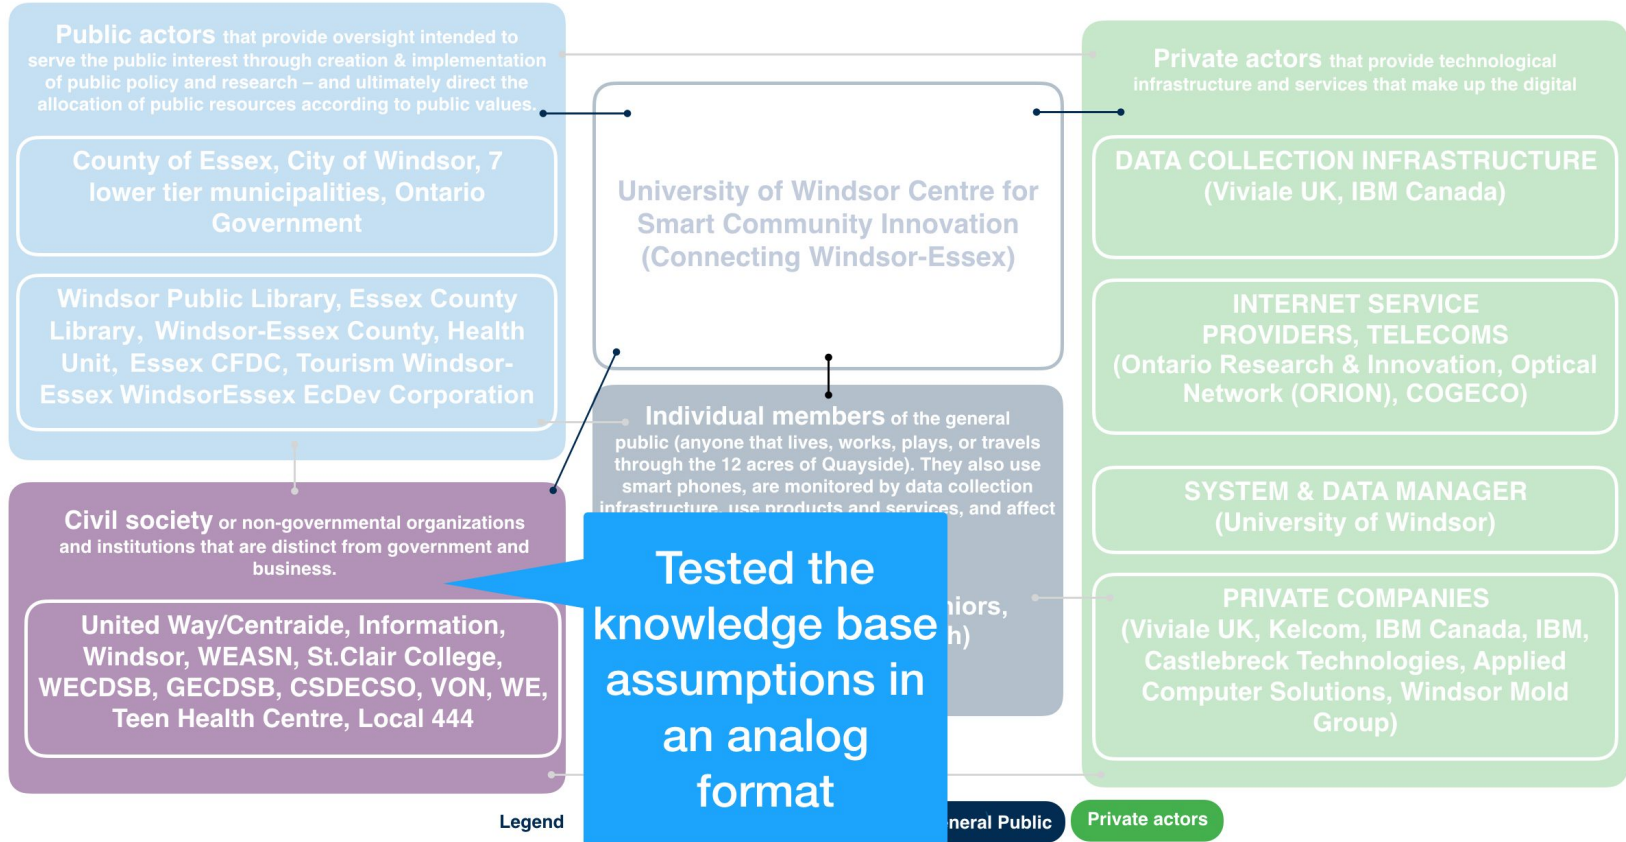 Public actors that provide oversight intended to
serve the public interest through creation & implementation
of public policy and research – and ultimately direct the
allocation of public resources according to public values.
County of Essex, City of Windsor, 7
lower tier municipalities, Ontario
Government
Windsor Public Library, Essex County
Library, Windsor-Essex County, Health
Unit, Essex CFDC, Tourism Windsor-
Essex WindsorEssex EcDev Corporation
Civil society or non-governmental organizations
and institutions that are distinct from government and
business.
United Way/Centraide, Information,
Windsor, WEASN, St.Clair College,
WECDSB, GECDSB, CSDECSO, VON, WE,
Teen Health Centre, Local 444
University of Windsor Centre for
Smart Community Innovation
(Connecting Windsor-Essex)
Individual members of the general
public (anyone that lives, works, plays, or travels
through the 12 acres of Quayside). They also use
smart phones, are monitored by data collection
infrastructure, use products and services, and affect
Tested the
knowledge base
assumptions in
an analog
format
Private actors that provide technological
infrastructure and services that make up the digital
DATA COLLECTION INFRASTRUCTURE
(Viviale UK, IBM Canada)
INTERNET SERVICE
PROVIDERS, TELECOMS
(Ontario Research & Innovation, Optical
Network (ORION), COGECO)
SYSTEM & DATA MANAGER
(University of Windsor)
PRIVATE COMPANIES
(Viviale UK, Kelcom, IBM Canada, IBM,
Castlebreck Technologies, Applied
Computer Solutions, Windsor Mold
Group)
Legend
Public
Private actors